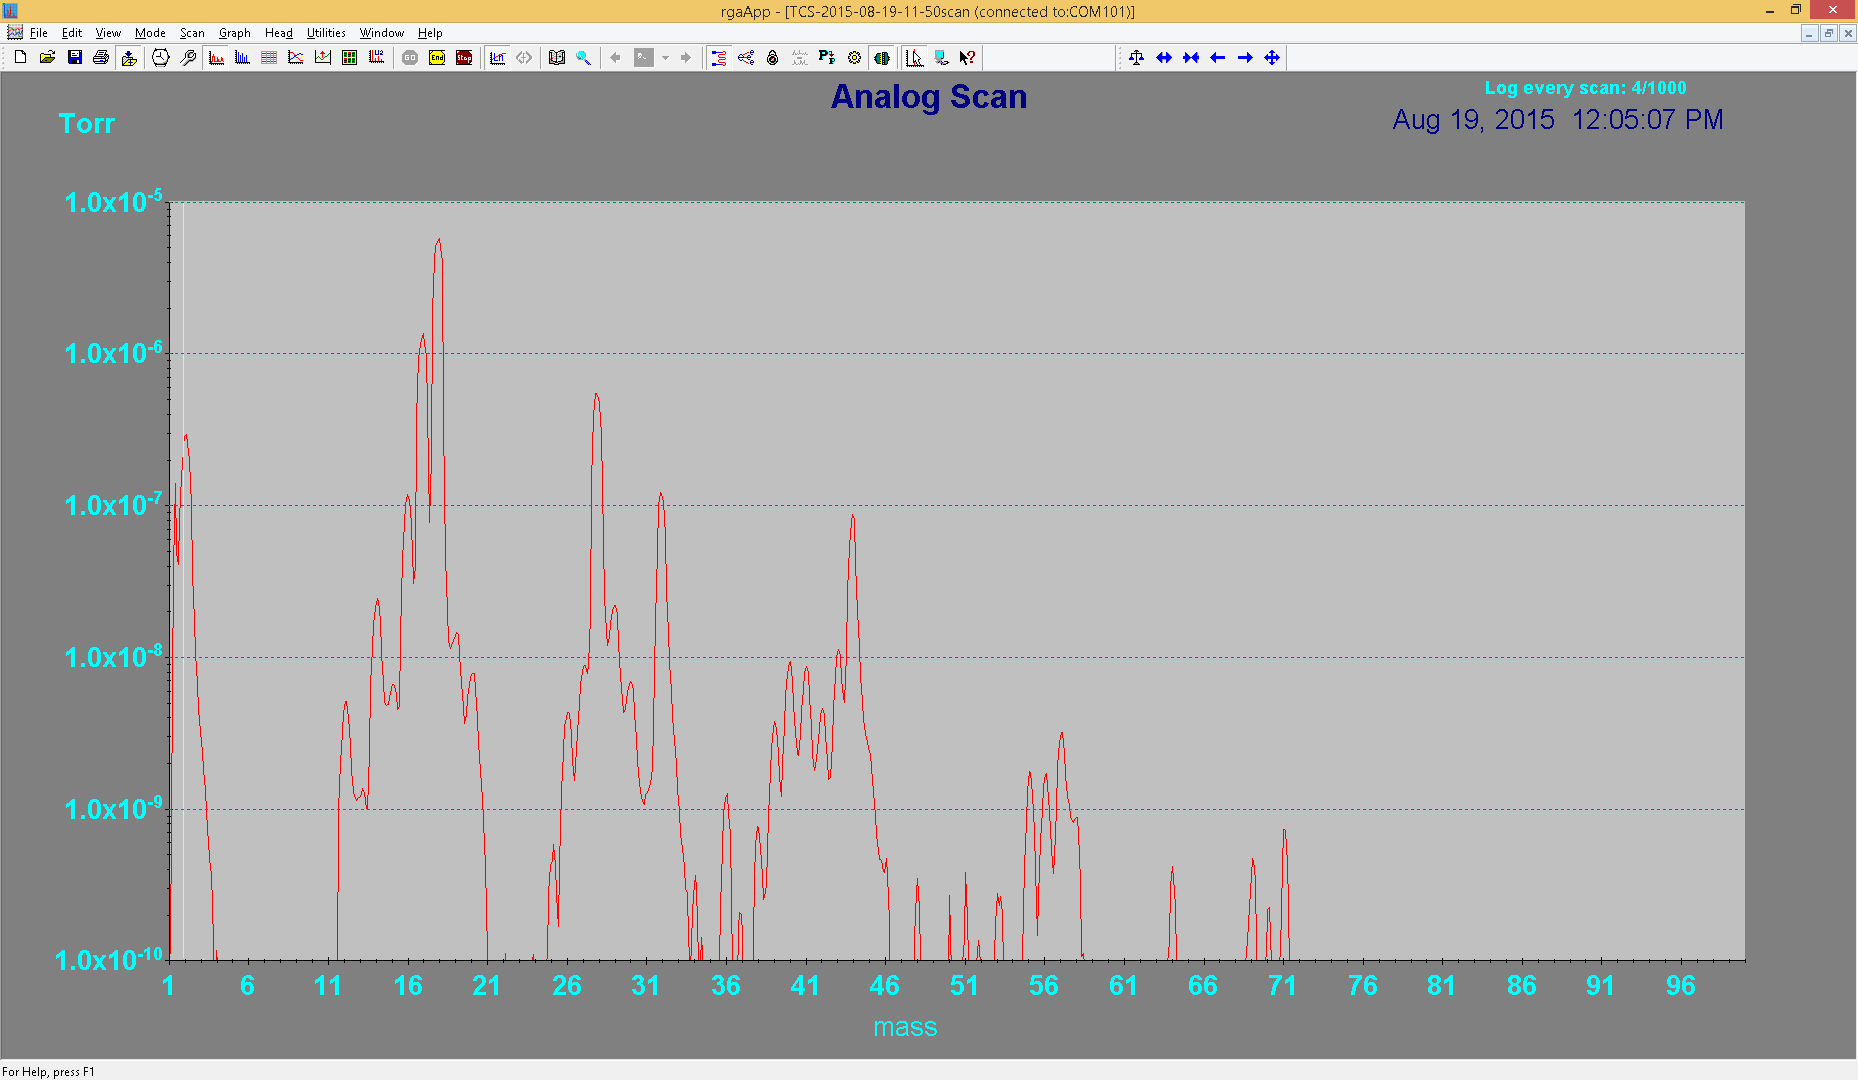 rgaApp - [TCS-2015-08-19-11-50scan (connected to:COM101)]
File Edit View Mode Scan Graph Head Utilities Window Help
GO End Stop
Analog Scan
Log every scan: 4/1000
Aug 19, 2015 12:05:07 PM
Torr
1.0x10-5
1.0x10-6
1.0x10-7
1.0x10-8
1.0x10-9
1.0x10-10
1 6 11 16 21 26 31 36 41 46 51 56 61 66 71 76 81 86 91 96
mass
For Help, press F1